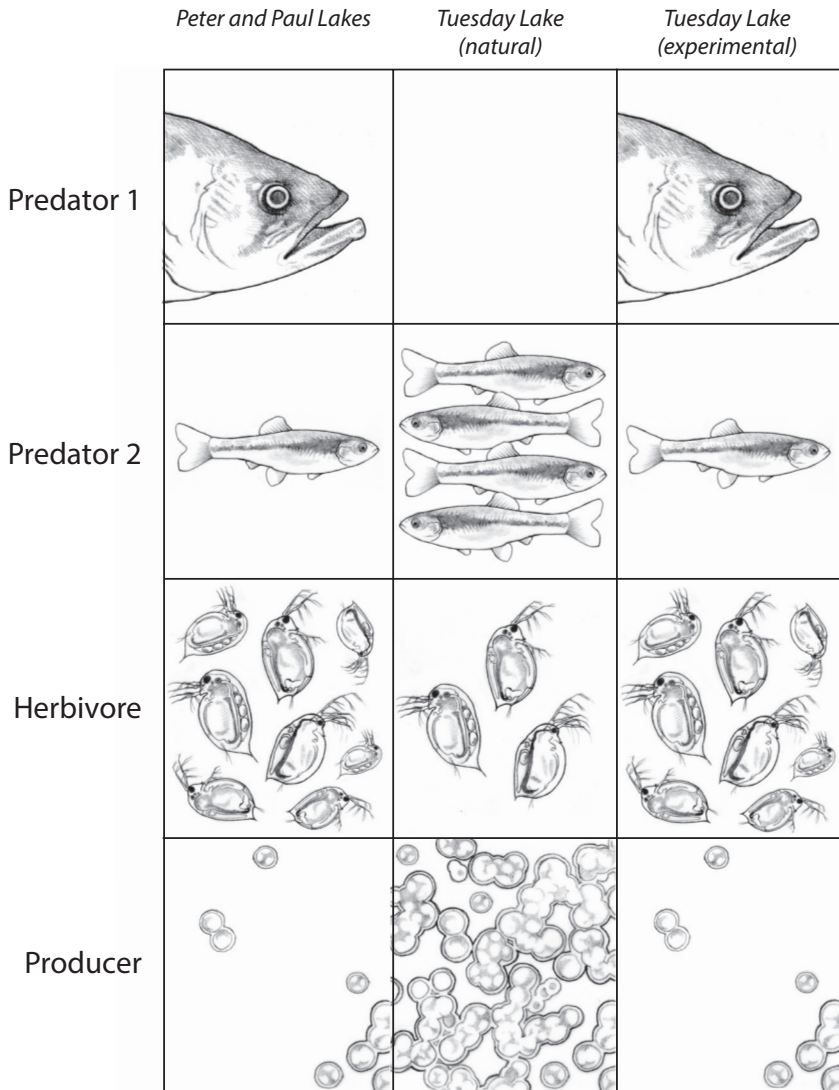 Peter and Paul Lakes
Tuesday Lake
(natural)
Tuesday Lake
(experimental)
Predator 1
Predator 2
Herbivore
Producer